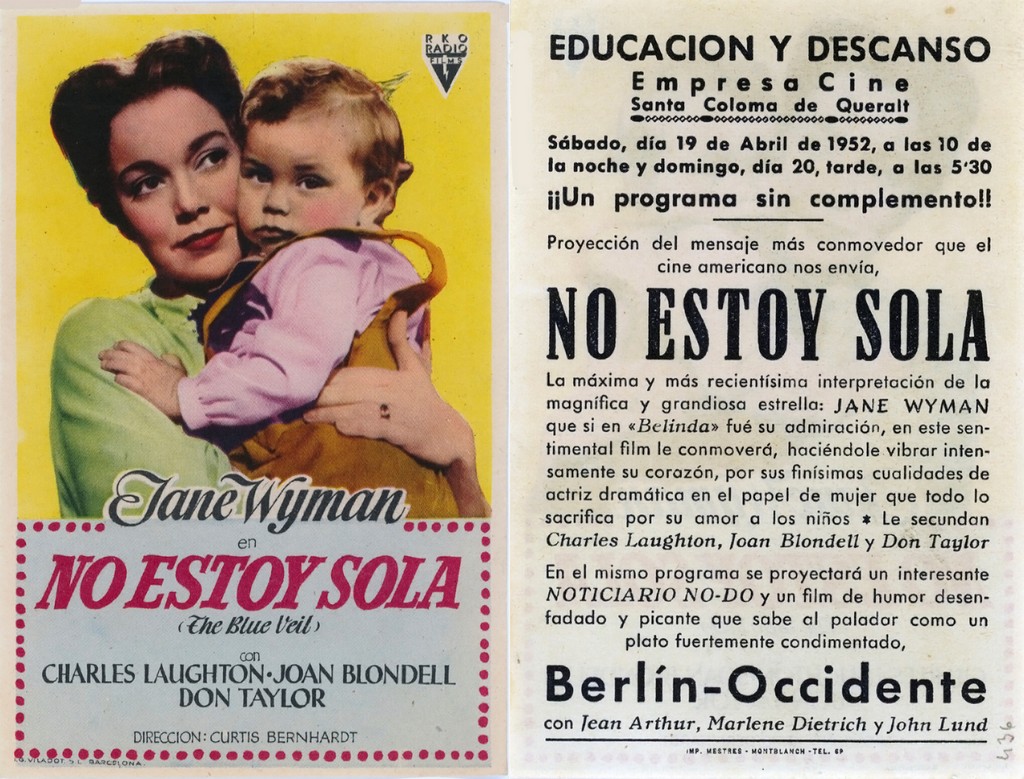 RKO
RADIO
FILMS
Jane Wyman
en
NO ESTOY SOLA
(The Blue Veil)
con
CHARLES LAUGHTON·JOAN BLONDELL
DON TAYLOR
DIRECCION: CURTIS BERNHARDT
G. VILADOT. S L BARCELONA.
EDUCACION Y DESCANSO
Empresa Cine
Santa Coloma de Queralt
Sábado, día 19 de Abril de 1952, a las 10 de
la noche y domingo, día 20, tarde, a las 5'30
¡¡Un programa sin complemento!!
Proyección del mensaje más conmovedor que el
cine americano nos envía,
NO ESTOY SOLA
La máxima y más recientísima interpretación de la
magnífica y grandiosa estrella: JANE WYMAN
que si en «Belinda» fué su admiración, en este sen-
timental film le conmoverá, haciéndole vibrar inten-
samente su corazón, por sus finísimas cualidades de
actriz dramática en el papel de mujer que todo lo
sacrifica por su amor a los niños * Le secundan
Charles Laughton, Joan Blondell y Don Taylor
En el mismo programa se proyectará un interesante
NOTICIARIO NO-DO y un film de humor desen-
fadado y picante que sabe al paladar como un
plato fuertemente condimentado,
Berlín-Occidente
con Jean Arthur, Marlene Dietrich y John Lund
IMP. MESTRES - MONTBLANCH - TEL. 69